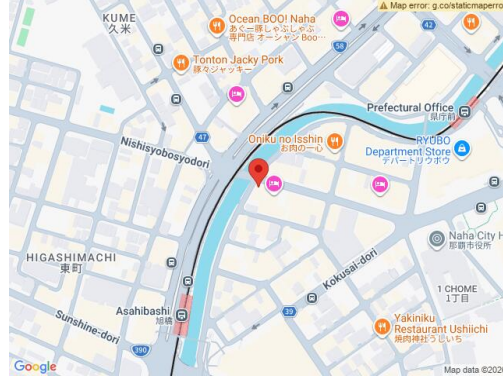 Map error: g.co/staticmaperro
KUME
久米
Ocean BOO! Naha
あぐー豚しゃぶしゃぶ
専門店 オーシャン Boo…
42
58
Tonton Jacky Pork
豚々ジャッキー
Prefectural Office
県庁前
47
Oniku no Isshin
お肉の一心
RYUBO
Department Store
デパートリウボウ
Nishisyobosyodori
Naha City H
那覇市役所
HIGASHIMACHI
東町
Kokusai-dori
1 CHOME
1丁目
Asahibashi
旭橋
39
Sunshine-dori
Yakiniku
Restaurant Ushiichi
焼肉神社うしいち
390
Google
Map data ©202